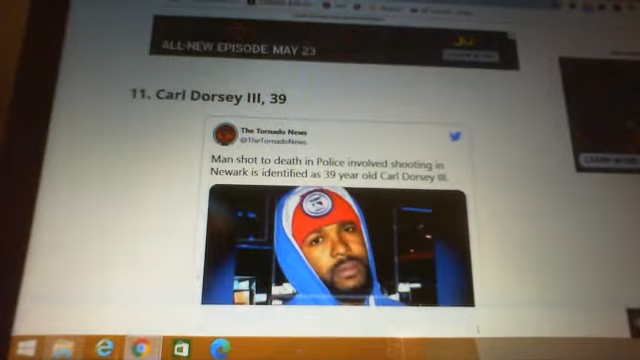 ALL-NEW EPISODE MAY 23
11. Carl Dorsey III, 39
The Tornado News
@TheTornadoNews
Man shot to death in Police involved shooting in
Newark is identified as 39 year old Carl Dorsey III.